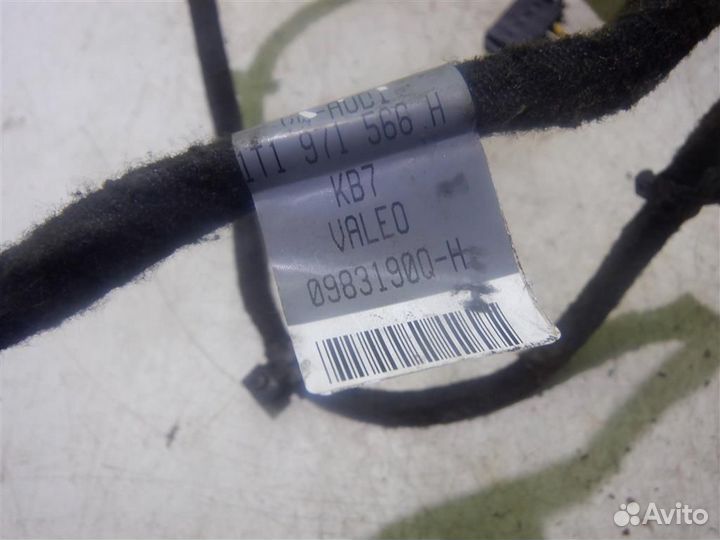 1T1 971 566 H
KB7
VALEO
0983190Q-H
Avito